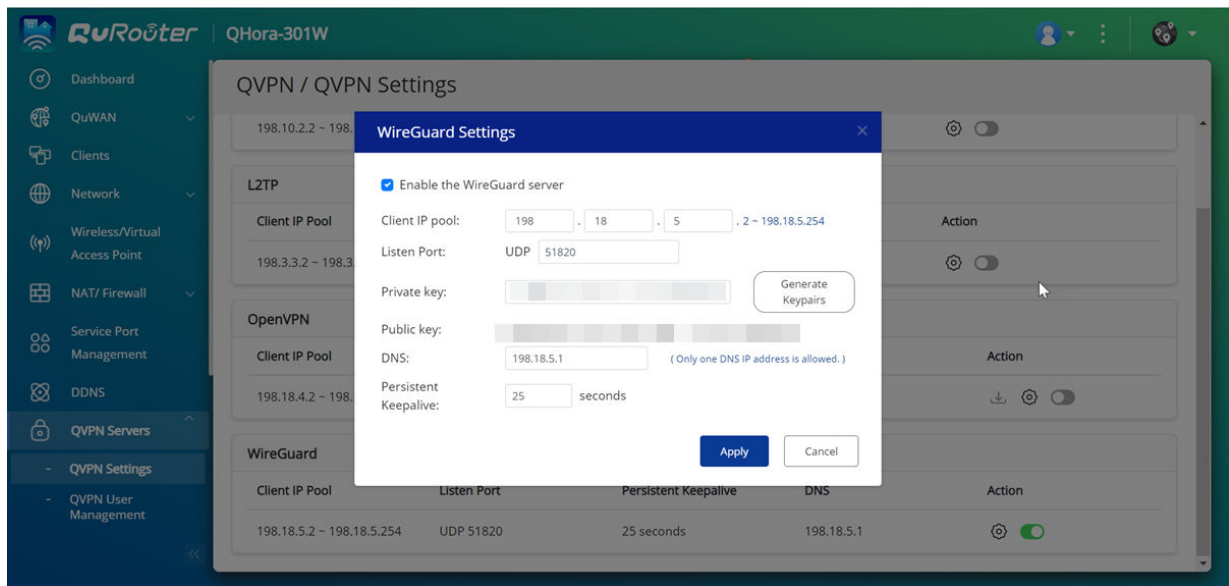 QuRouter QHora-301W
Dashboard
QuWAN
Clients
Network
Wireless/Virtual
Access Point
NAT/ Firewall
Service Port
Management
DDNS
QVPN Servers
- QVPN Settings
- QVPN User
Management
QVPN / QVPN Settings
198.10.2.2 ~ 198.
L2TP
Client IP Pool Action
198.3.3.2 ~ 198.3
OpenVPN
Client IP Pool Action
198.18.4.2 ~ 198.
WireGuard
Client IP Pool Listen Port Persistent Keepalive DNS Action
198.18.5.2 ~ 198.18.5.254 UDP 51820 25 seconds 198.18.5.1
WireGuard Settings
Enable the WireGuard server
Client IP pool: 198 . 18 . 5 . 2 ~ 198.18.5.254
Listen Port: UDP 51820
Private key: Generate
Keypairs
Public key:
DNS: 198.18.5.1 ( Only one DNS IP address is allowed. )
Persistent
Keepalive: 25 seconds
Apply Cancel